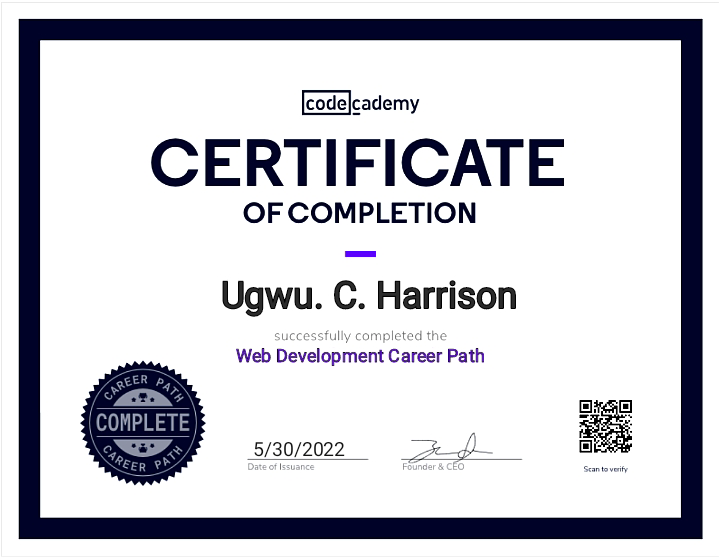 codecademy
CERTIFICATE
OF COMPLETION
Ugwu. C. Harrison
successfully completed the
Web Development Career Path
CAREER PATH
COMPLETE
CAREER PATH
5/30/2022
Date of Issuance
Founder & CEO
Scan to verify